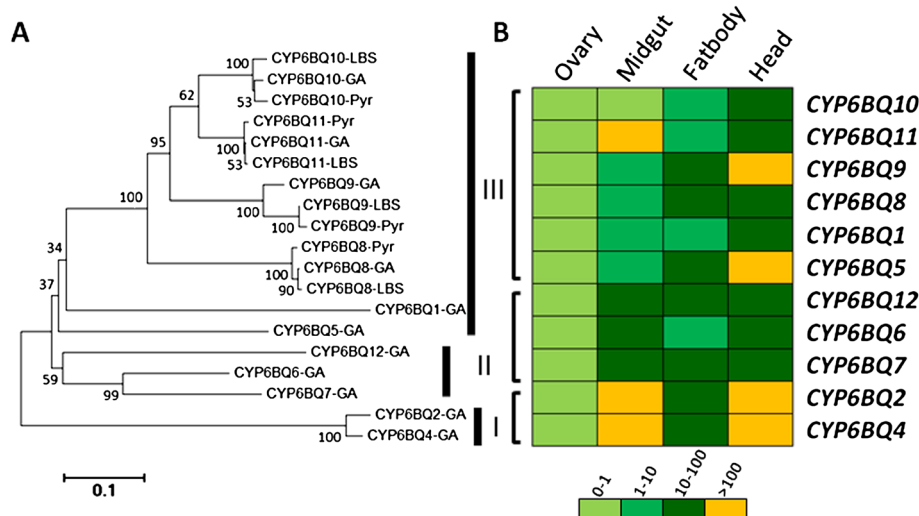 A
CYP6BQ10-LBS
100
CYP6BQ10-GA
62
53
CYP6BQ10-Pyr
CYP6BQ11-Pyr
95
100
CYP6BQ11-GA
53
CYP6BQ11-LBS
CYP6BQ9-GA
100
CYP6BQ9-LBS
100
100
CYP6BQ9-Pyr
CYP6BQ8-Pyr
34
100
CYP6BQ8-GA
37
90
CYP6BQ8-LBS
CYP6BQ1-GA
CYP6BQ5-GA
CYP6BQ12-GA
59
CYP6BQ6-GA
99
CYP6BQ7-GA
CYP6BQ2-GA
100
CYP6BQ4-GA
0.1
III
II
I
B
Ovary
Midgut
Fatbody
Head
CYP6BQ10
CYP6BQ11
CYP6BQ9
CYP6BQ8
CYP6BQ1
CYP6BQ5
CYP6BQ12
CYP6BQ6
CYP6BQ7
CYP6BQ2
CYP6BQ4
0-1
1-10
10-100
>100